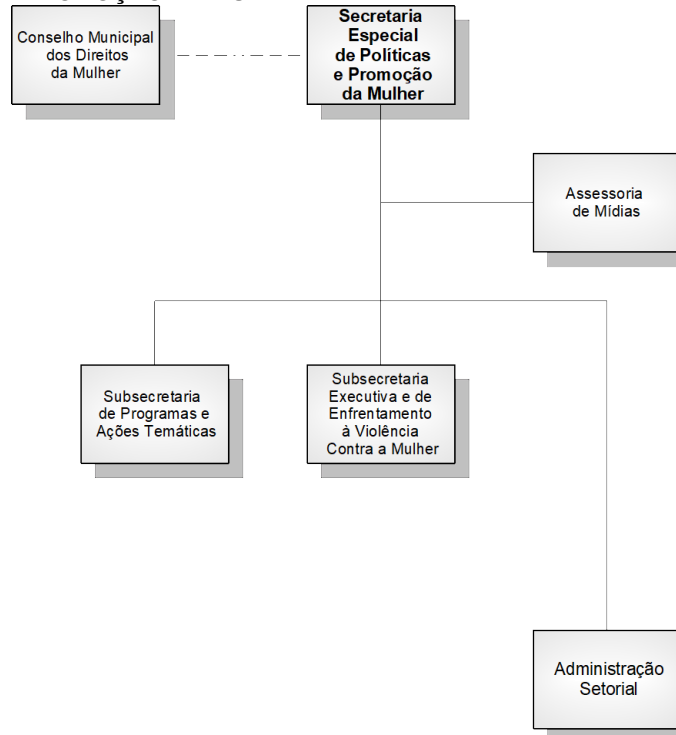 Conselho Municipal
dos Direitos
da Mulher
Secretaria
Especial
de Políticas
e Promoção
da Mulher
Assessoria
de Mídias
Subsecretaria
de Programas e
Ações Temáticas
Subsecretaria
Executiva e de
Enfrentamento
à Violência
Contra a Mulher
Administração
Setorial